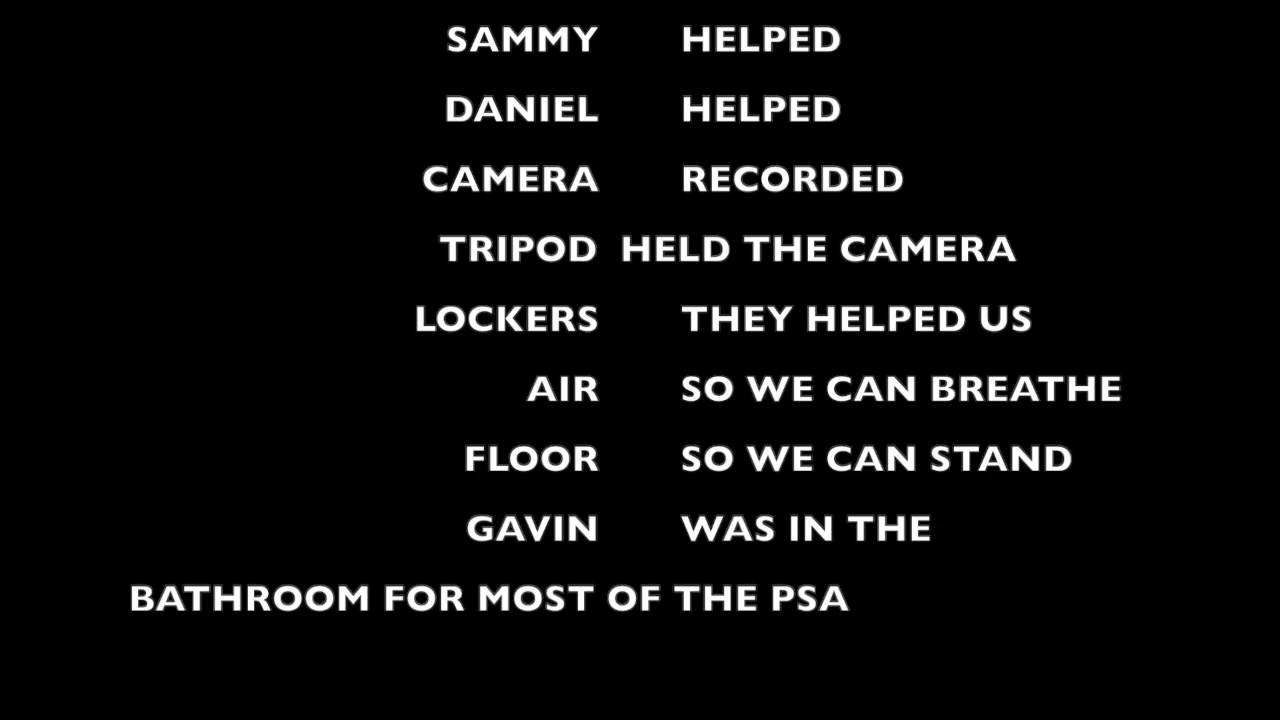 SAMMY HELPED
DANIEL HELPED
CAMERA RECORDED
TRIPOD HELD THE CAMERA
LOCKERS THEY HELPED US
AIR SO WE CAN BREATHE
FLOOR SO WE CAN STAND
GAVIN WAS IN THE
BATHROOM FOR MOST OF THE PSA